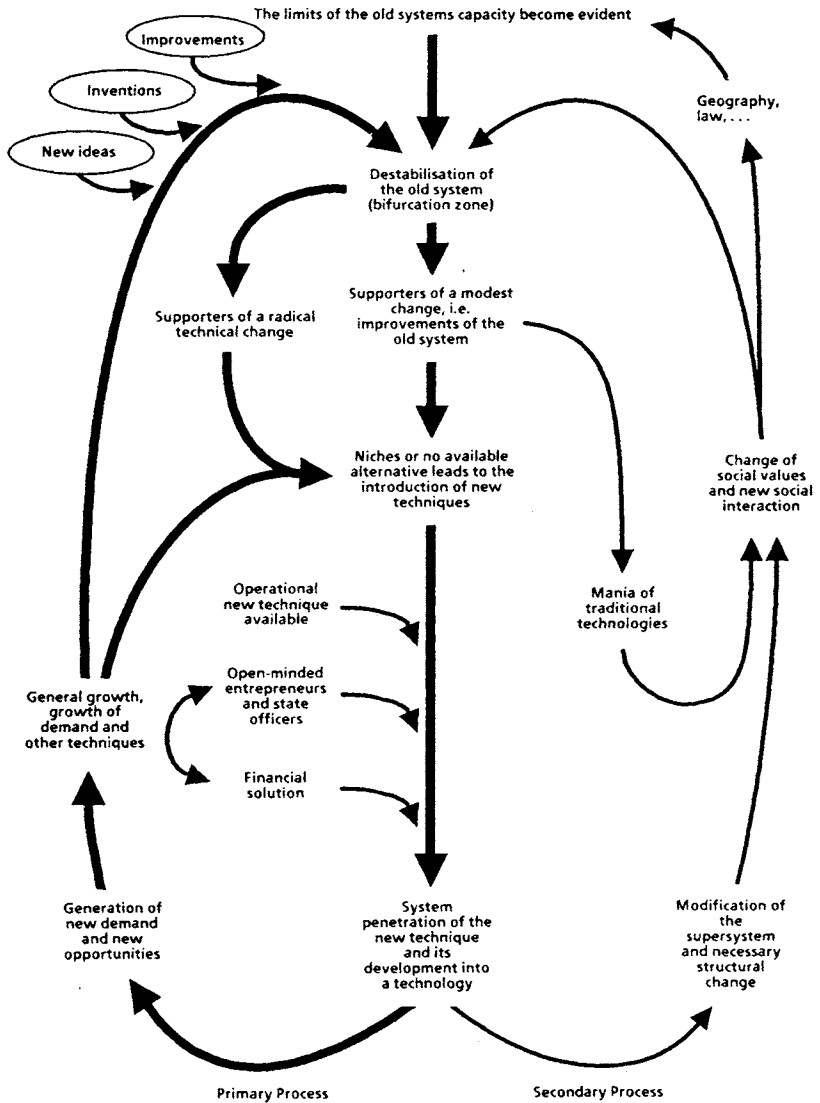 The limits of the old systems capacity become evident
Improvements
Inventions
New ideas
Geography,
law, . . .
Destabilisation of
the old system
(bifurcation zone)
Supporters of a radical
technical change
Supporters of a modest
change, i.e.
improvements of the
old system
Niches or no available
alternative leads to the
introduction of new
techniques
Change of
social values
and new social
interaction
Operational
new technique
available
Mania of
traditional
technologies
Open-minded
entrepreneurs
and state
officers
General growth,
growth of
demand and
other techniques
Financial
solution
Generation of
new demand
and new
opportunities
System
penetration of the
new technique
and its
development into
a technology
Modification of
the
supersystem
and necessary
structural
change
Primary Process
Secondary Process